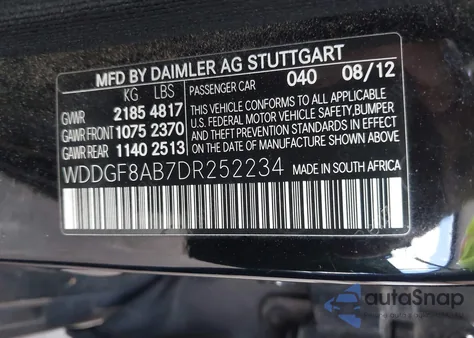 MFD BY DAIMLER AG STUTTGART
KG LBS PASSENGER CAR 040 08/12
GVWR 2185 4817
GAWR FRONT 1075 2370
GAWR REAR 1140 2513
THIS VEHICLE CONFORMS TO ALL APPLICABLE
U.S. FEDERAL MOTOR VEHICLE SAFETY, BUMPER
AND THEFT PREVENTION STANDARDS IN EFFECT
ON THE DATE OF MANUFACTURE SHOWN ABOVE.
WDDGF8AB7DR252234 MADE IN SOUTH AFRICA
autoSnap